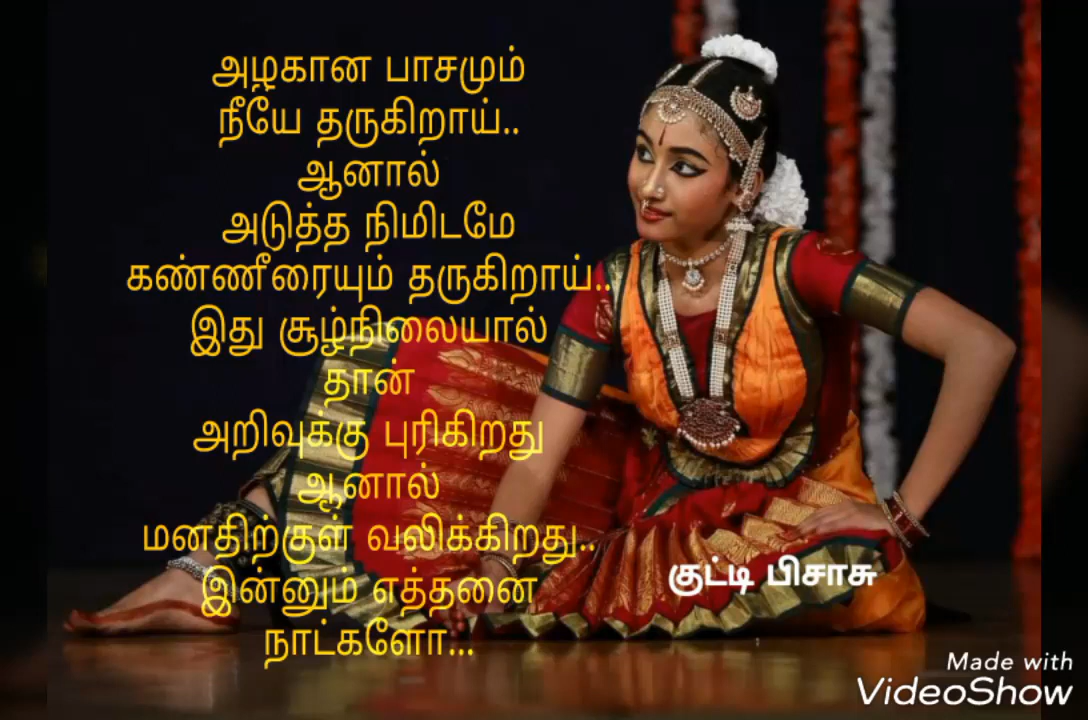 அழகான பாசமும்
நீயே தருகிறாய்..
ஆனால்
அடுத்த நிமிடமே
கண்ணீரையும் தருகிறாய்..
இது சூழ்நிலையால்
தான்
அறிவுக்கு புரிகிறது
ஆனால்
மனதிற்குள் வலிக்கிறது..
இன்னும் எத்தனை
நாட்களோ...
குட்டி பிசாசு
Made with
VideoShow